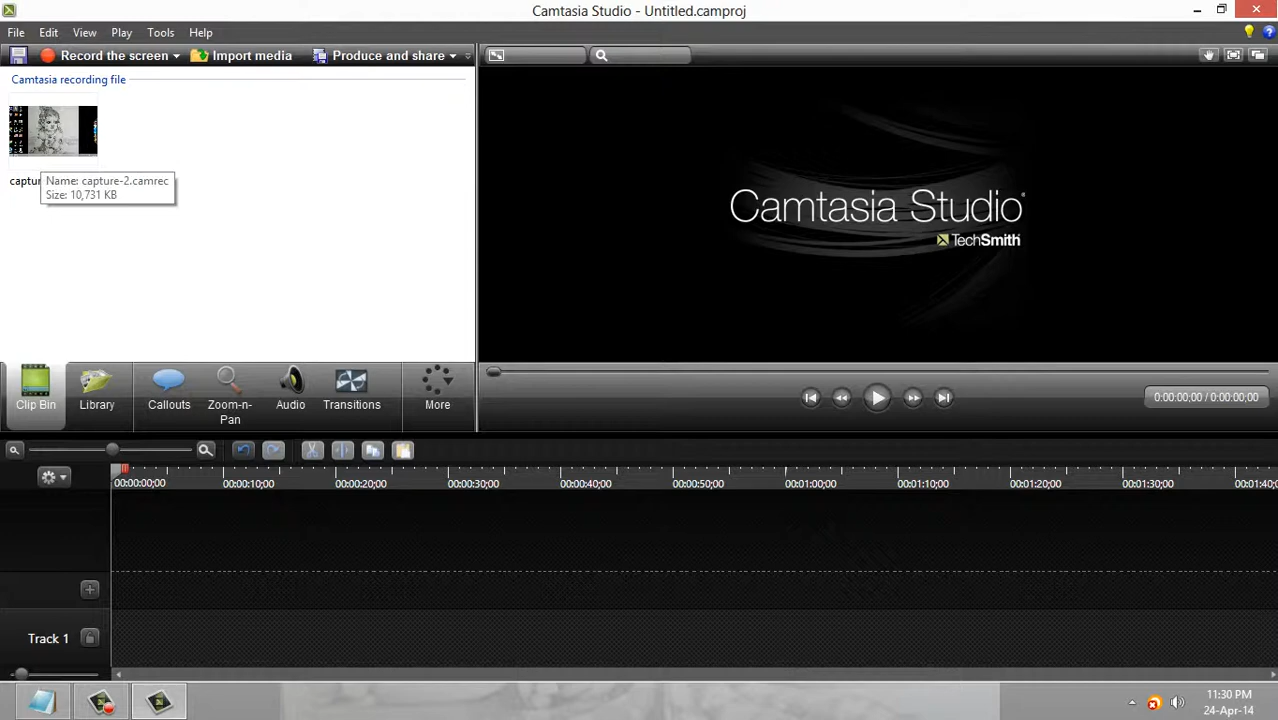 Camtasia Studio - Untitled.camproj
File Edit View Play Tools Help
Record the screen Import media Produce and share
Camtasia recording file
captur
Name: capture-2.camrec
Size: 10,731 KB
Camtasia Studio
TechSmith
Clip Bin Library Callouts Zoom-n-Pan Audio Transitions More
0:00:00;00 / 0:00:00;00
00:00:00;00 00:00:10;00 00:00:20;00 00:00:30;00 00:00:40;00 00:00:50;00 00:01:00;00 00:01:10;00 00:01:20;00 00:01:30;00 00:01:40;
Track 1
11:30 PM
24-Apr-14